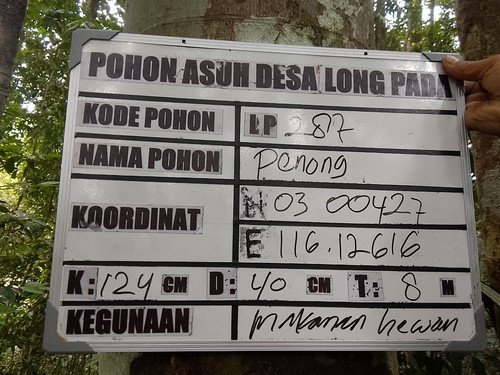 POHON ASUH DESA LONG PADA
KODE POHON LP 287
NAMA POHON Penong
KOORDINAT N 03 00427
E 116.12616
K: 124 CM D: 40 CM T: 8 M
KEGUNAAN makanan hewan